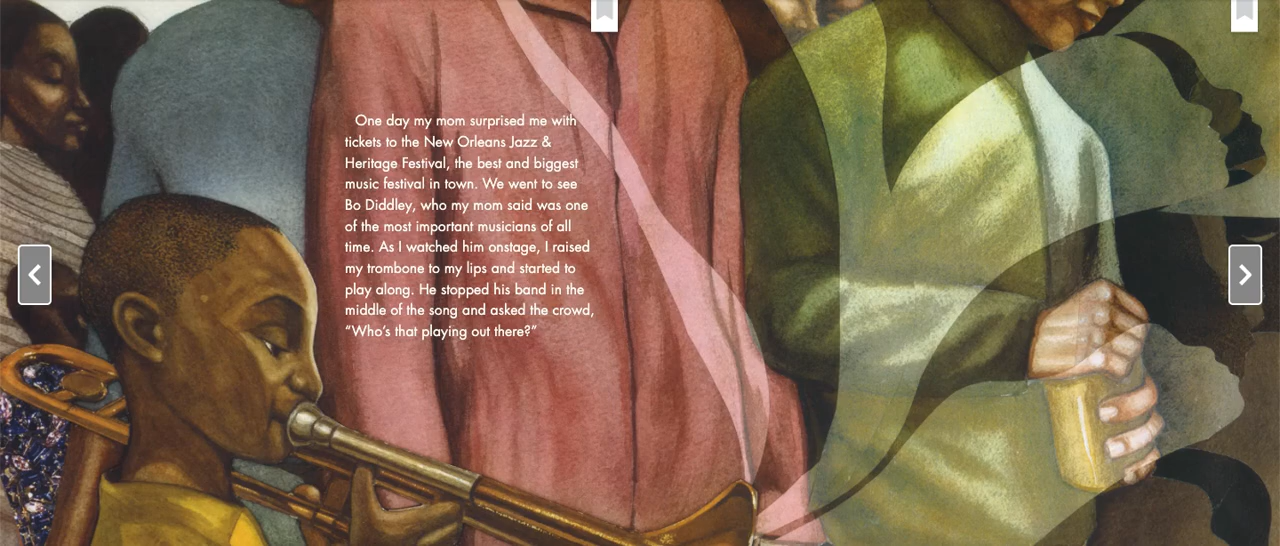 One day my mom surprised me with
tickets to the New Orleans Jazz &
Heritage Festival, the best and biggest
music festival in town. We went to see
Bo Diddley, who my mom said was one
of the most important musicians of all
time. As I watched him onstage, I raised
my trombone to my lips and started to
play along. He stopped his band in the
middle of the song and asked the crowd,
“Who’s that playing out there?”